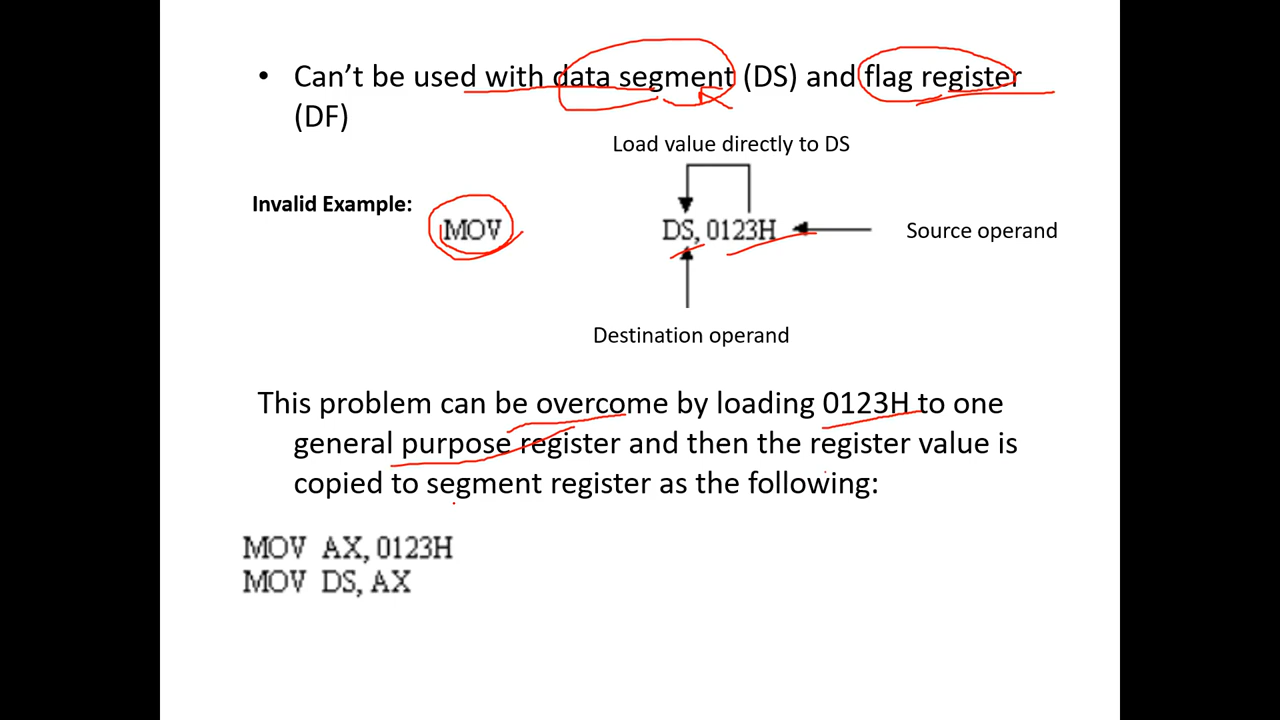 • Can’t be used with data segment (DS) and flag register
(DF)
Load value directly to DS
Invalid Example:
MOV DS, 0123H
Source operand
Destination operand
This problem can be overcome by loading 0123H to one
general purpose register and then the register value is
copied to segment register as the following:
MOV AX, 0123H
MOV DS, AX